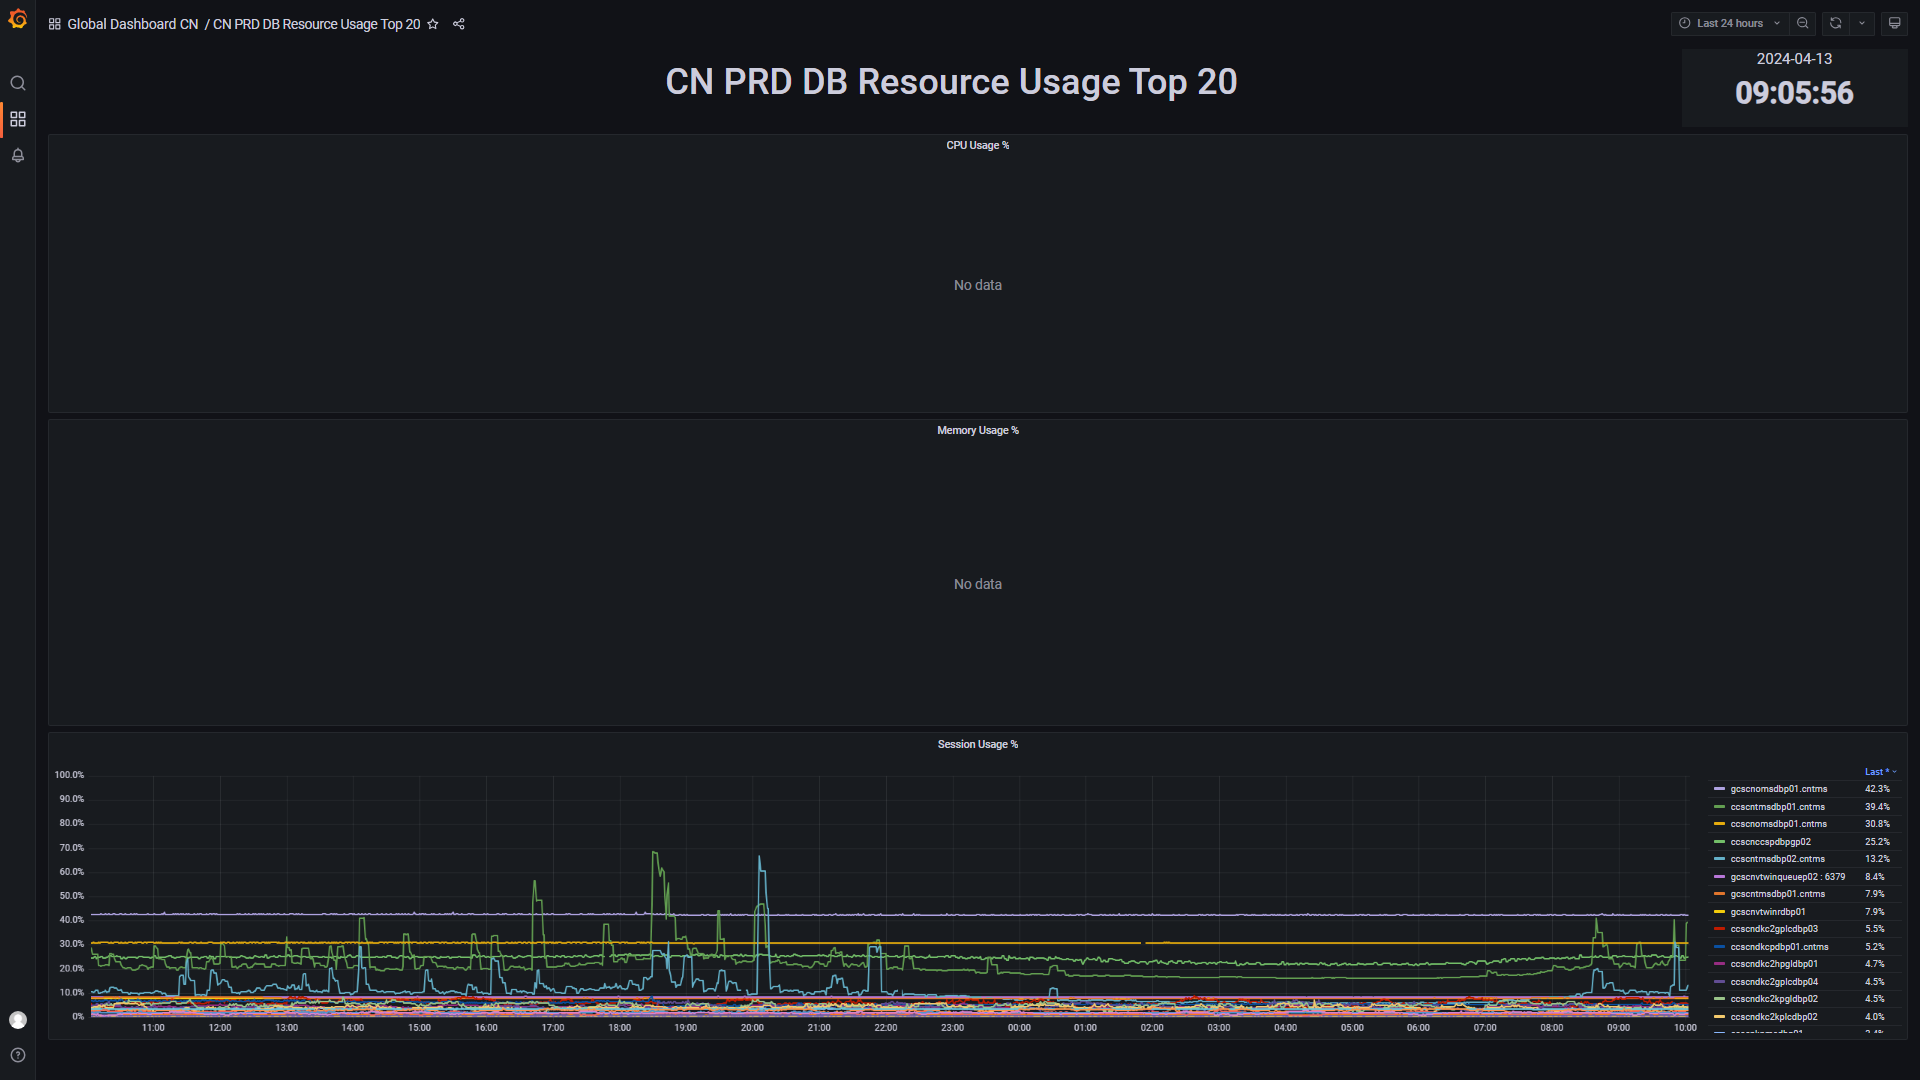 Global Dashboard CN / CN PRD DB Resource Usage Top 20
Last 24 hours
CN PRD DB Resource Usage Top 20
2024-04-13
09:05:56
CPU Usage %
No data
Memory Usage %
No data
Session Usage %
100.0%
90.0%
80.0%
70.0%
60.0%
50.0%
40.0%
30.0%
20.0%
10.0%
0%
11:00 12:00 13:00 14:00 15:00 16:00 17:00 18:00 19:00 20:00 21:00 22:00 23:00 00:00 01:00 02:00 03:00 04:00 05:00 06:00 07:00 08:00 09:00 10:00
Last *
gcscnomsdbp01.cntms 42.3%
ccscntmsdbp01.cntms 39.4%
ccscnomsdbp01.cntms 30.8%
ccscnccspdbpgp02 25.2%
ccscntmsdbp02.cntms 13.2%
gcscnvtwinqueuep02 : 6379 8.4%
gcscntmsdbp01.cntms 7.9%
gcscnvtwinrdbp01 7.9%
ccscndkc2gplcdbp03 5.5%
ccscndkcpdbp01.cntms 5.2%
ccscndkc2hpgldbp01 4.7%
ccscndkc2gplcdbp04 4.5%
ccscndkc2kpgldbp02 4.5%
ccscndkc2kplcdbp02 4.0%